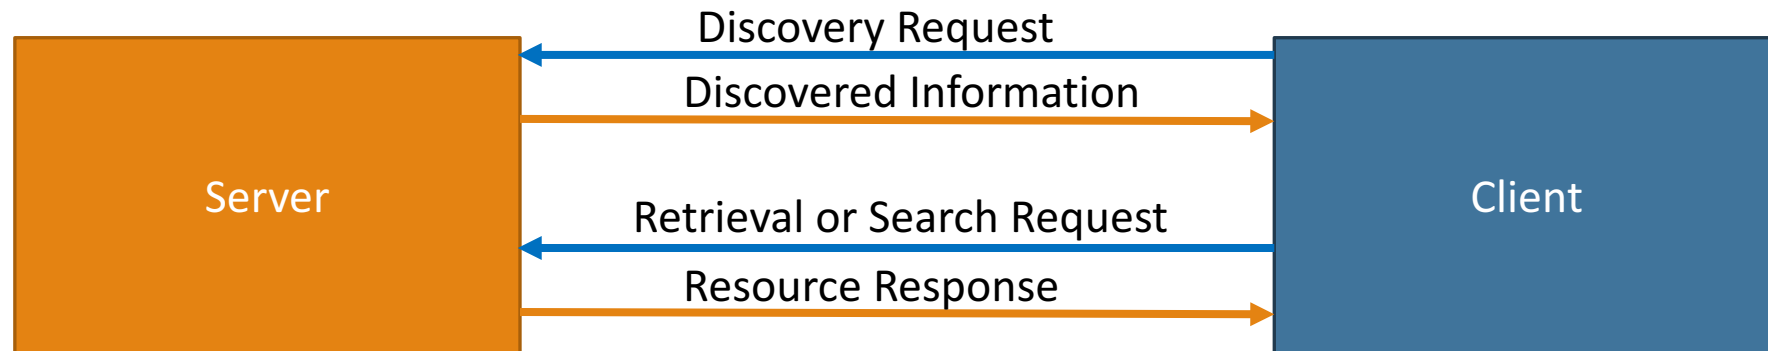 Discovery Request
Discovered Information
Server
Client
Retrieval or Search Request
Resource Response